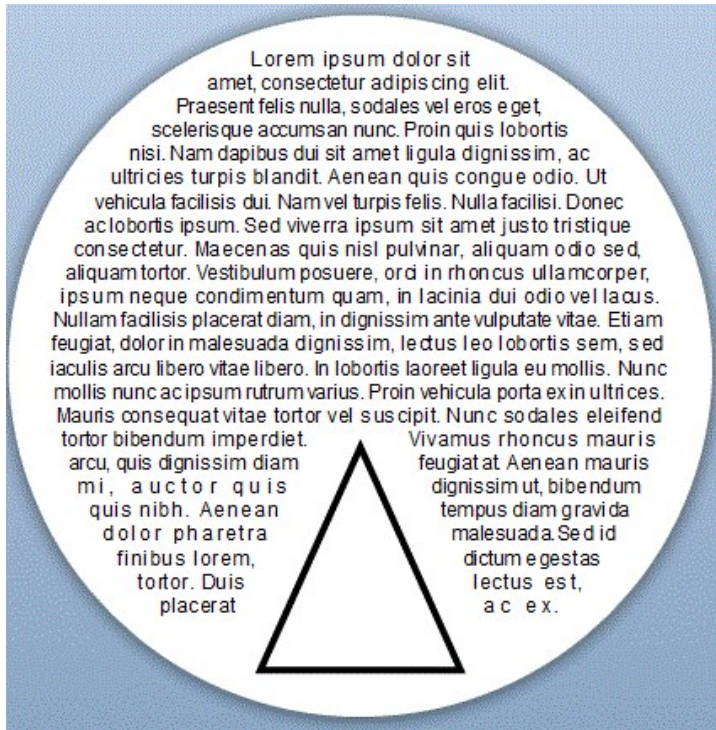 Lorem ipsum dolor sit
amet, consectetur adipiscing elit.
Praesent felis nulla, sodales vel eros eget,
scelerisque accumsan nunc. Proin quis lobortis
nisi. Nam dapibus dui sit amet ligula dignissim, ac
ultricies turpis blandit. Aenean quis congue odio. Ut
vehicula facilisis dui. Nam vel turpis felis. Nulla facilisi. Donec
ac lobortis ipsum. Sed viverra ipsum sit amet justo tristique
consectetur. Maecenas quis nisl pulvinar, aliquam odio sed,
aliquam tortor. Vestibulum posuere, orci in rhoncus ullamcorper,
ipsum neque condimentum quam, in lacinia dui odio vel lacus.
Nullam facilisis placerat diam, in dignissim ante vulputate vitae. Etiam
feugiat, dolor in malesuada dignissim, lectus leo lobortis sem, sed
iaculis arcu libero vitae libero. In lobortis laoreet ligula eu mollis. Nunc
mollis nunc ac ipsum rutrum varius. Proin vehicula porta ex in ultrices.
Mauris consequat vitae tortor vel suscipit. Nunc sodales eleifend
tortor bibendum imperdiet. Vivamus rhoncus mauris
arcu, quis dignissim diam feugiat at. Aenean mauris
mi, auctor quis dignissim ut, bibendum
quis nibh. Aenean tempus diam gravida
dolor pharetra malesuada. Sed id
finibus lorem, dictum egestas
tortor. Duis lectus est,
placerat ac ex.